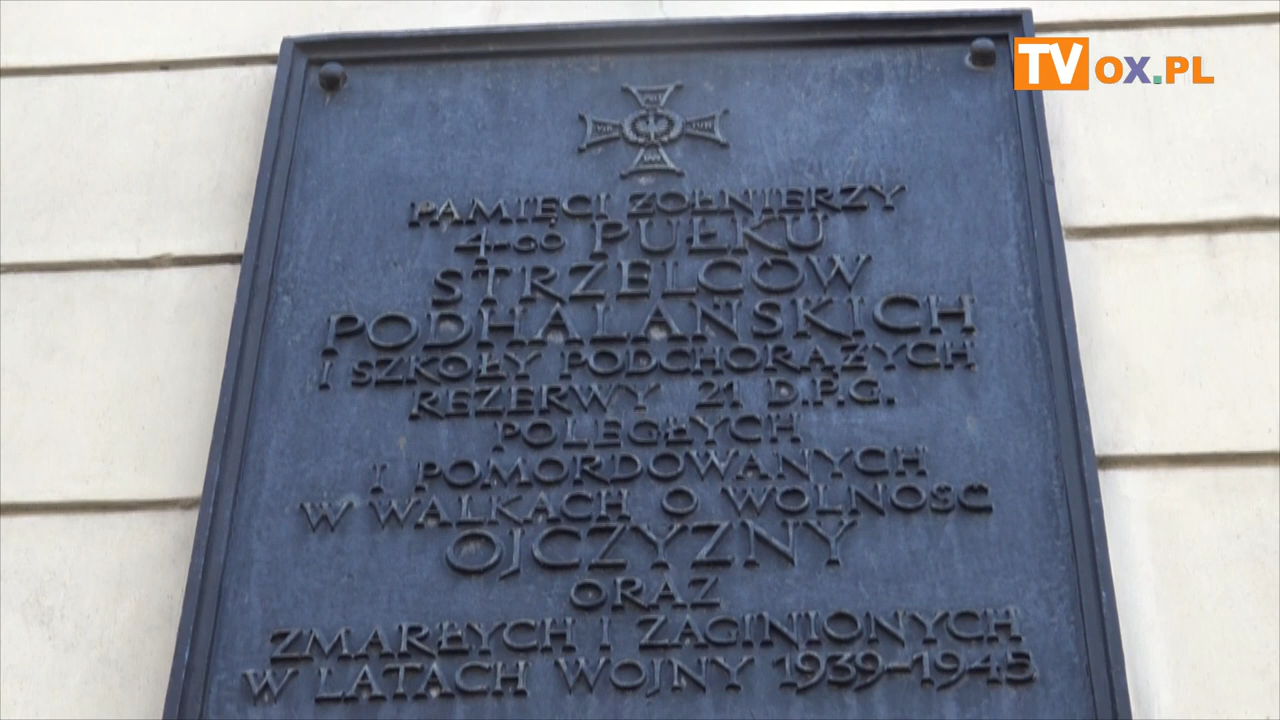 TVOX.PL
PAMIĘCI ŻOŁNIERZY
4-GO PUŁKU
STRZELCÓW
PODHALAŃSKICH
I SZKOŁY PODCHORĄŻYCH
REZERWY 21 D.P.G.
POLEGŁYCH
I POMORDOWANYCH
W WALKACH O WOLNOŚĆ
OJCZYZNY
ORAZ
ZMARŁYCH I ZAGINIONYCH
W LATACH WOJNY 1939-1945